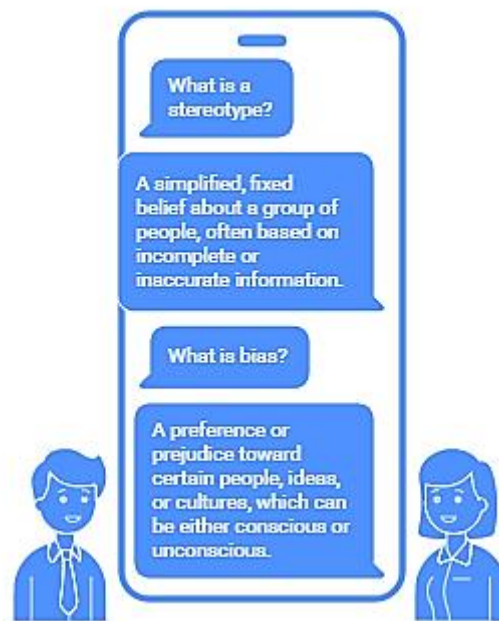 What is a
stereotype?
A simplified, fixed
belief about a group of
people, often based on
incomplete or
inaccurate information.
What is bias?
A preference or
prejudice toward
certain people, ideas,
or cultures, which can
be either conscious or
unconscious.